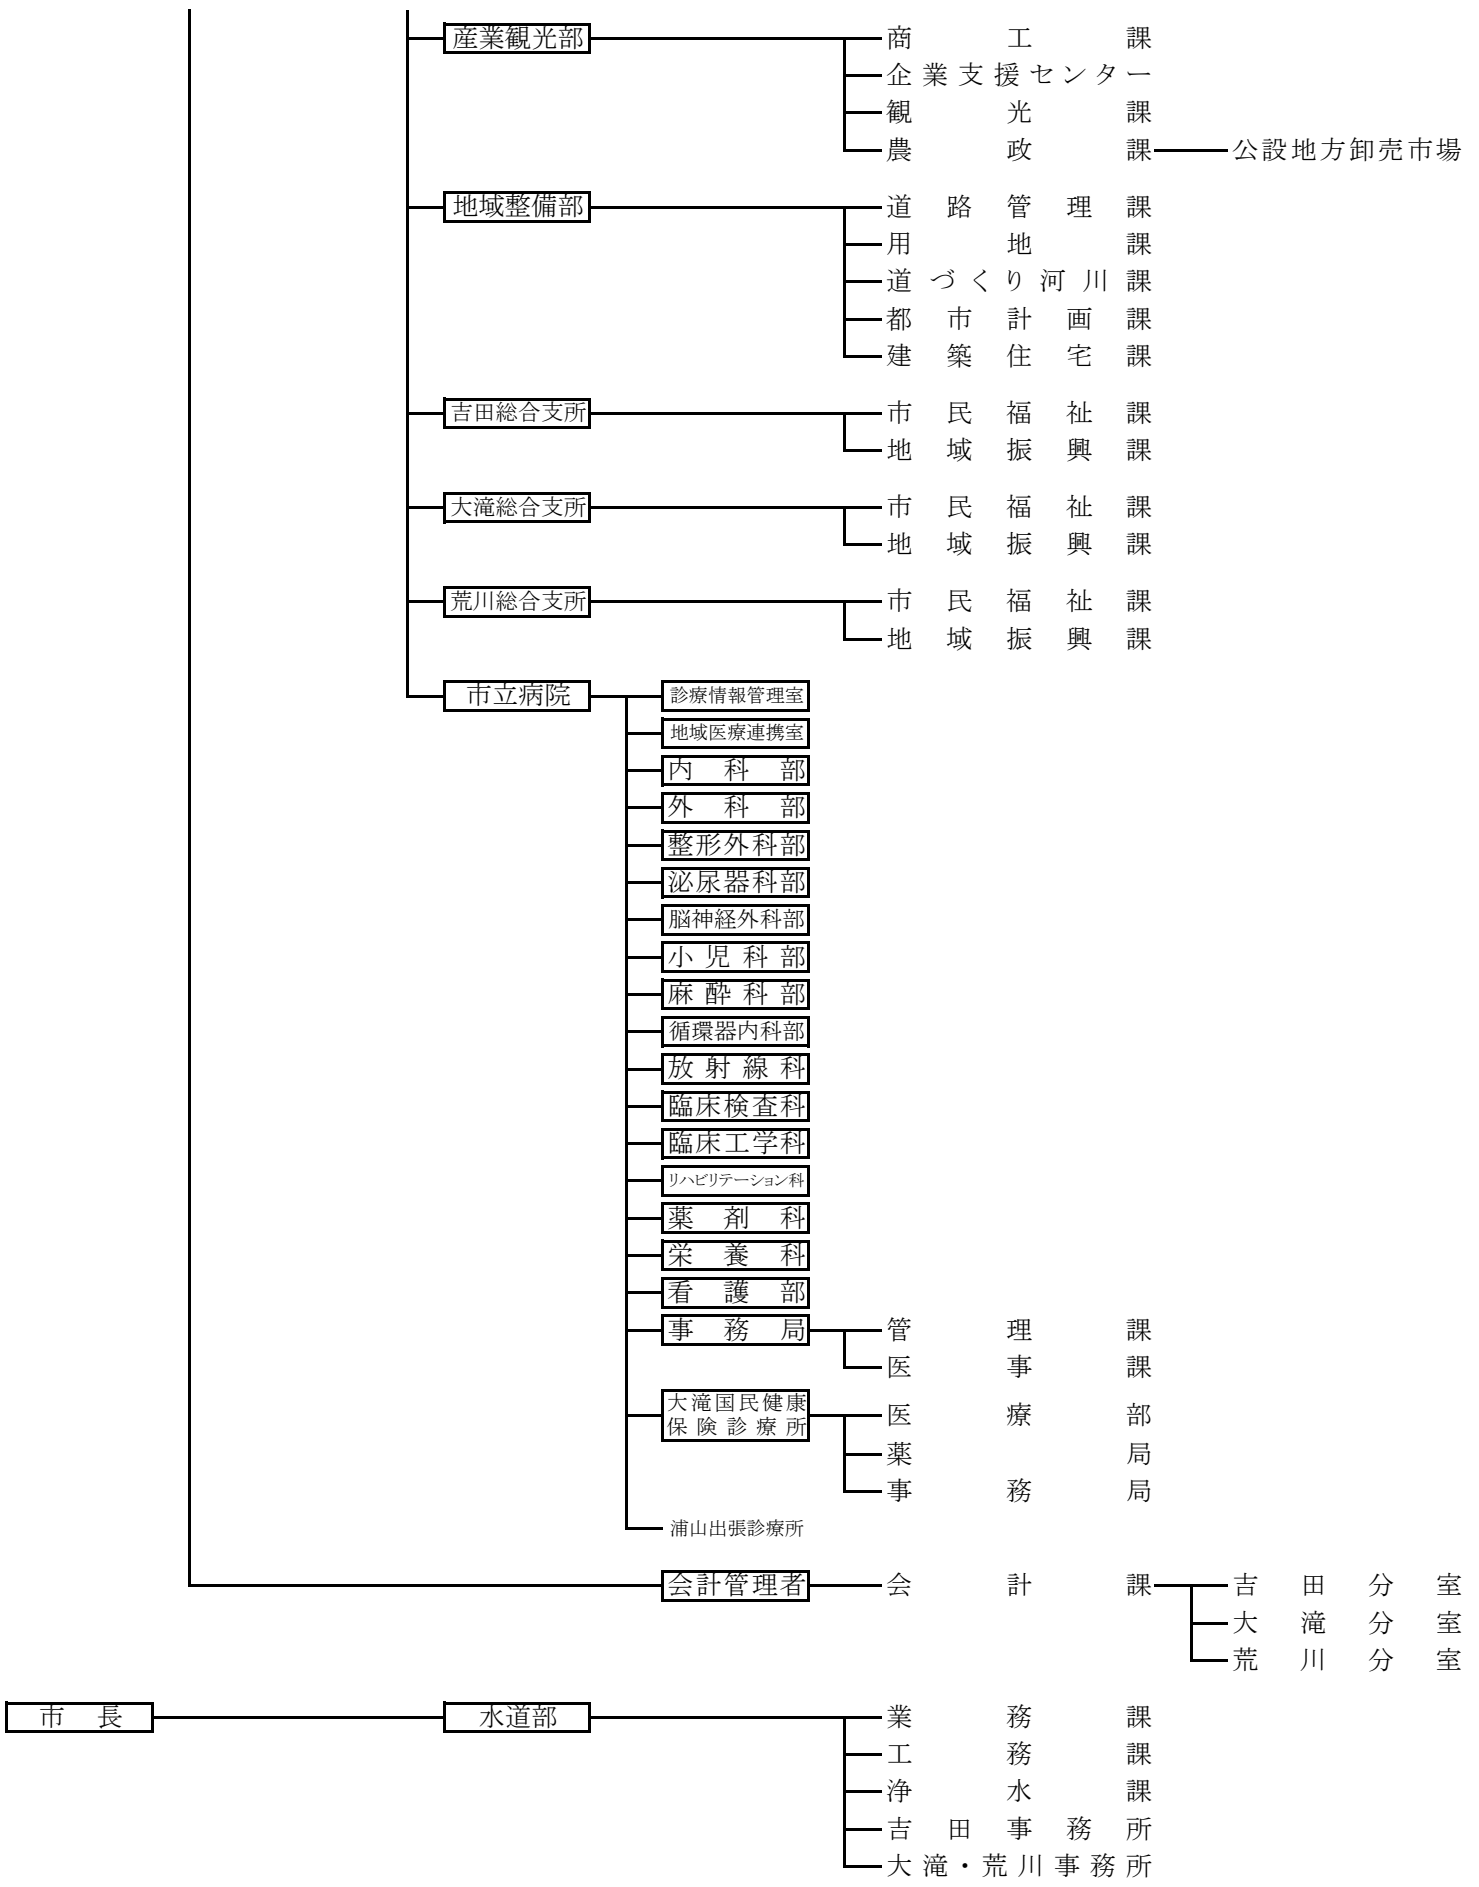 産業観光部 商工課
企業支援センター
観光課
農政課 公設地方卸売市場
地域整備部 道路管理課
用地課
道づくり河川課
都市計画課
建築住宅課
吉田総合支所 市民福祉課
地域振興課
大滝総合支所 市民福祉課
地域振興課
荒川総合支所 市民福祉課
地域振興課
市立病院 診療情報管理室
地域医療連携室
内科部
外科部
整形外科部
泌尿器科部
脳神経外科部
小児科部
麻酔科部
循環器内科部
放射線科
臨床検査科
臨床工学科
リハビリテーション科
薬剤科
栄養科
看護部
事務局 管理課
医事課
大滝国民健康
保険診療所 医療部
薬局
事務局
浦山出張診療所
会計管理者 会計課 吉田分室
大滝分室
荒川分室
市長 水道部 業務課
工務課
浄水課
吉田事務所
大滝・荒川事務所